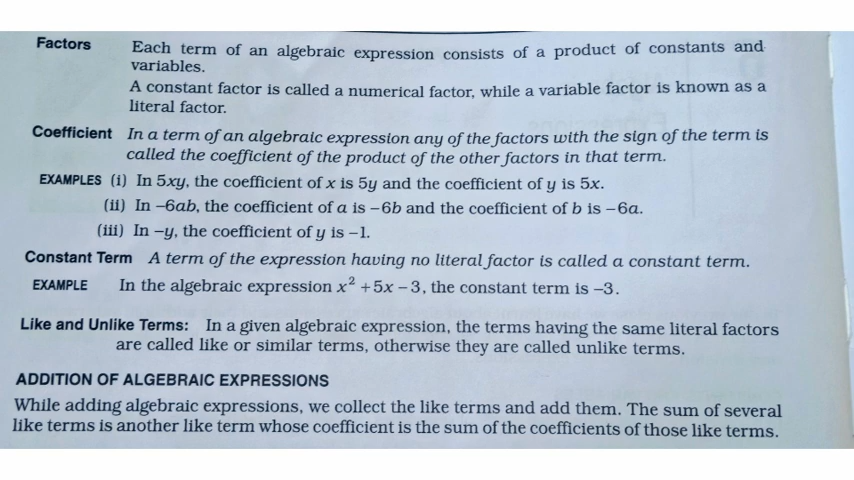 Factors Each term of an algebraic expression consists of a product of constants and
variables.
A constant factor is called a numerical factor, while a variable factor is known as a
literal factor.
Coefficient In a term of an algebraic expression any of the factors with the sign of the term is
called the coefficient of the product of the other factors in that term.
EXAMPLES (i) In 5xy, the coefficient of x is 5y and the coefficient of y is 5x.
(ii) In –6ab, the coefficient of a is –6b and the coefficient of b is –6a.
(iii) In –y, the coefficient of y is –1.
Constant Term A term of the expression having no literal factor is called a constant term.
EXAMPLE In the algebraic expression x² + 5x – 3, the constant term is –3.
Like and Unlike Terms: In a given algebraic expression, the terms having the same literal factors
are called like or similar terms, otherwise they are called unlike terms.
ADDITION OF ALGEBRAIC EXPRESSIONS
While adding algebraic expressions, we collect the like terms and add them. The sum of several
like terms is another like term whose coefficient is the sum of the coefficients of those like terms.